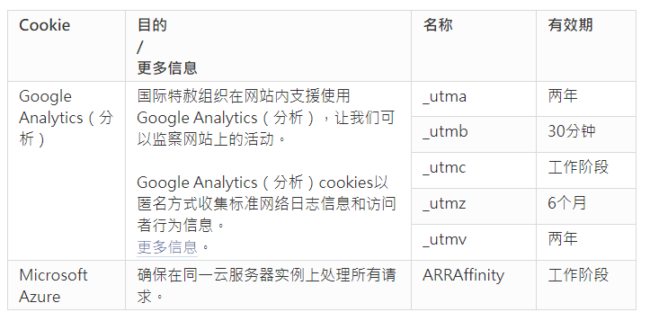 Cookie
目的
/
更多信息
名称
有效期
Google
Analytics（分
析）
国际特赦组织在网站内支援使用
Google Analytics（分析），让我们可
以监察网站上的活动。
Google Analytics（分析）cookies以
匿名方式收集标准网络日志信息和访问
者行为信息。
更多信息。
_utma
两年
_utmb
30分钟
_utmc
工作阶段
_utmz
6个月
_utmv
两年
Microsoft
Azure
确保在同一云服务器实例上处理所有请
求。
ARRAffinity
工作阶段